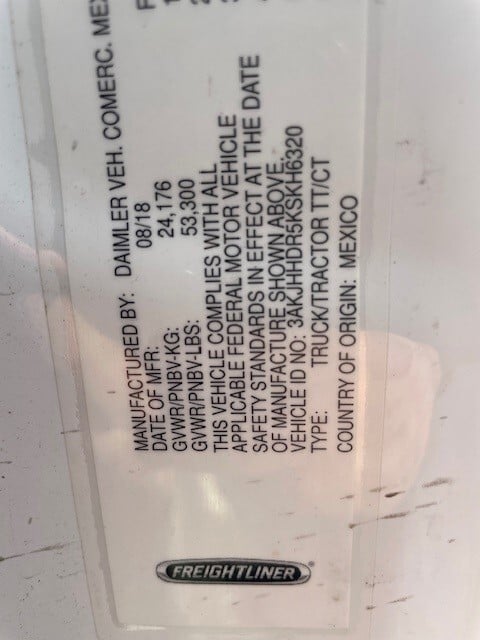 MANUFACTURED BY: DAIMLER VEH. COMERC. MEX
DATE OF MFR: 08/18
GVWR/PNBV-KG: 24,176
GVWR/PNBV-LBS: 53,300
THIS VEHICLE COMPLIES WITH ALL
APPLICABLE FEDERAL MOTOR VEHICLE
SAFETY STANDARDS IN EFFECT AT THE DATE
OF MANUFACTURE SHOWN ABOVE.
VEHICLE ID NO: 3AKJHHDR5KSKH6320
TYPE: TRUCK/TRACTOR TT/CT
COUNTRY OF ORIGIN: MEXICO
FREIGHTLINER®